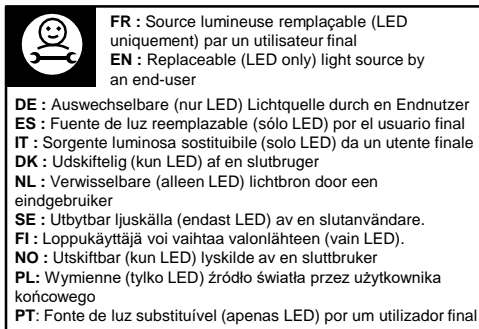 FR : Source lumineuse remplaçable (LED
uniquement) par un utilisateur final
EN : Replaceable (LED only) light source by
an end-user
DE : Auswechselbare (nur LED) Lichtquelle durch en Endnutzer
ES : Fuente de luz reemplazable (sólo LED) por el usuario final
IT : Sorgente luminosa sostituibile (solo LED) da un utente finale
DK : Udskiftelig (kun LED) af en slutbruger
NL : Verwisselbare (alleen LED) lichtbron door een
eindgebruiker
SE : Utbytbar ljuskälla (endast LED) av en slutanvändare.
FI : Loppukäyttäjä voi vaihtaa valonlähteen (vain LED).
NO : Utskiftbar (kun LED) lyskilde av en sluttbruker
PL: Wymienne (tylko LED) źródło światła przez użytkownika
końcowego
PT: Fonte de luz substituível (apenas LED) por um utilizador final